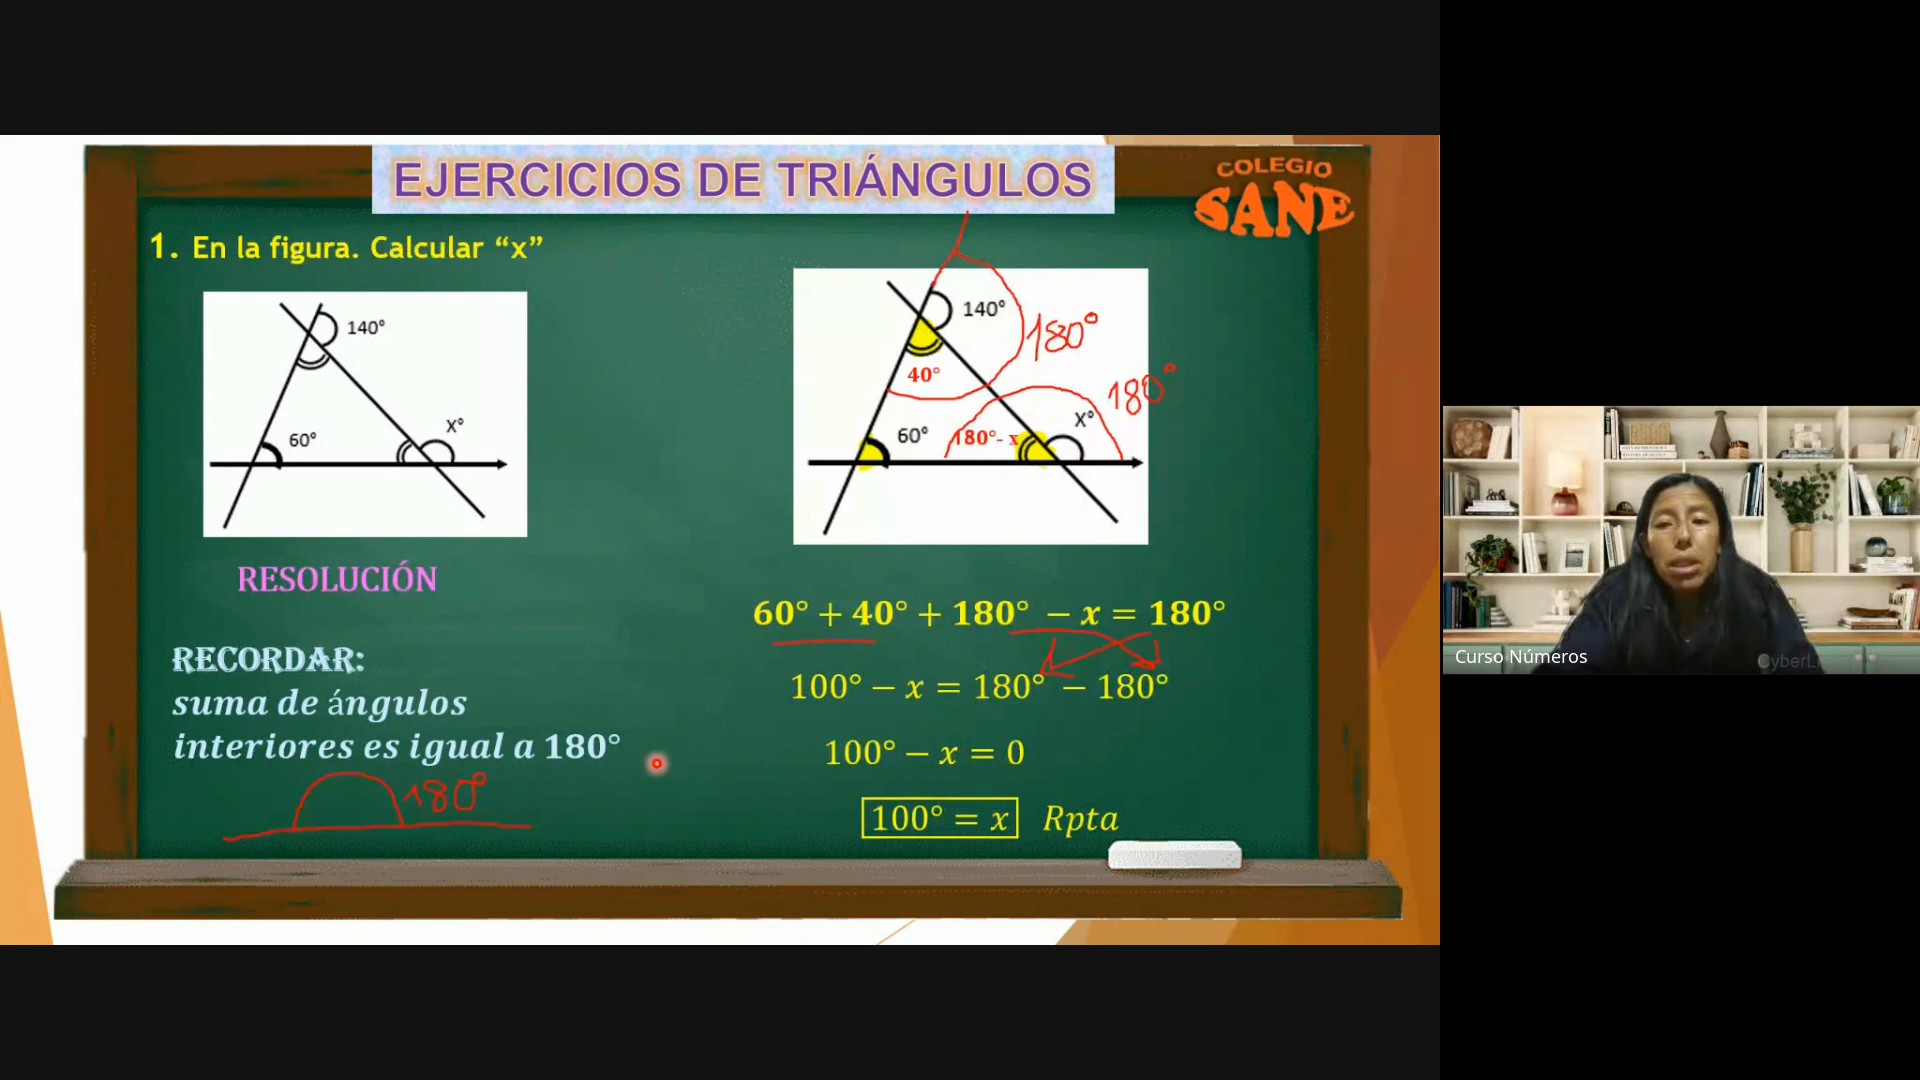 EJERCICIOS DE TRIÁNGULOS
COLEGIO
SANE
1. En la figura. Calcular “x”
140°
60°
x°
RESOLUCIÓN
RECORDAR:
suma de ángulos
interiores es igual a 180°
180°
140°
180°
40°
180°
x°
60°
180°- x
60° + 40° + 180° − x = 180°
100° − x = 180° − 180°
100° − x = 0
100° = x Rpta
Curso Números